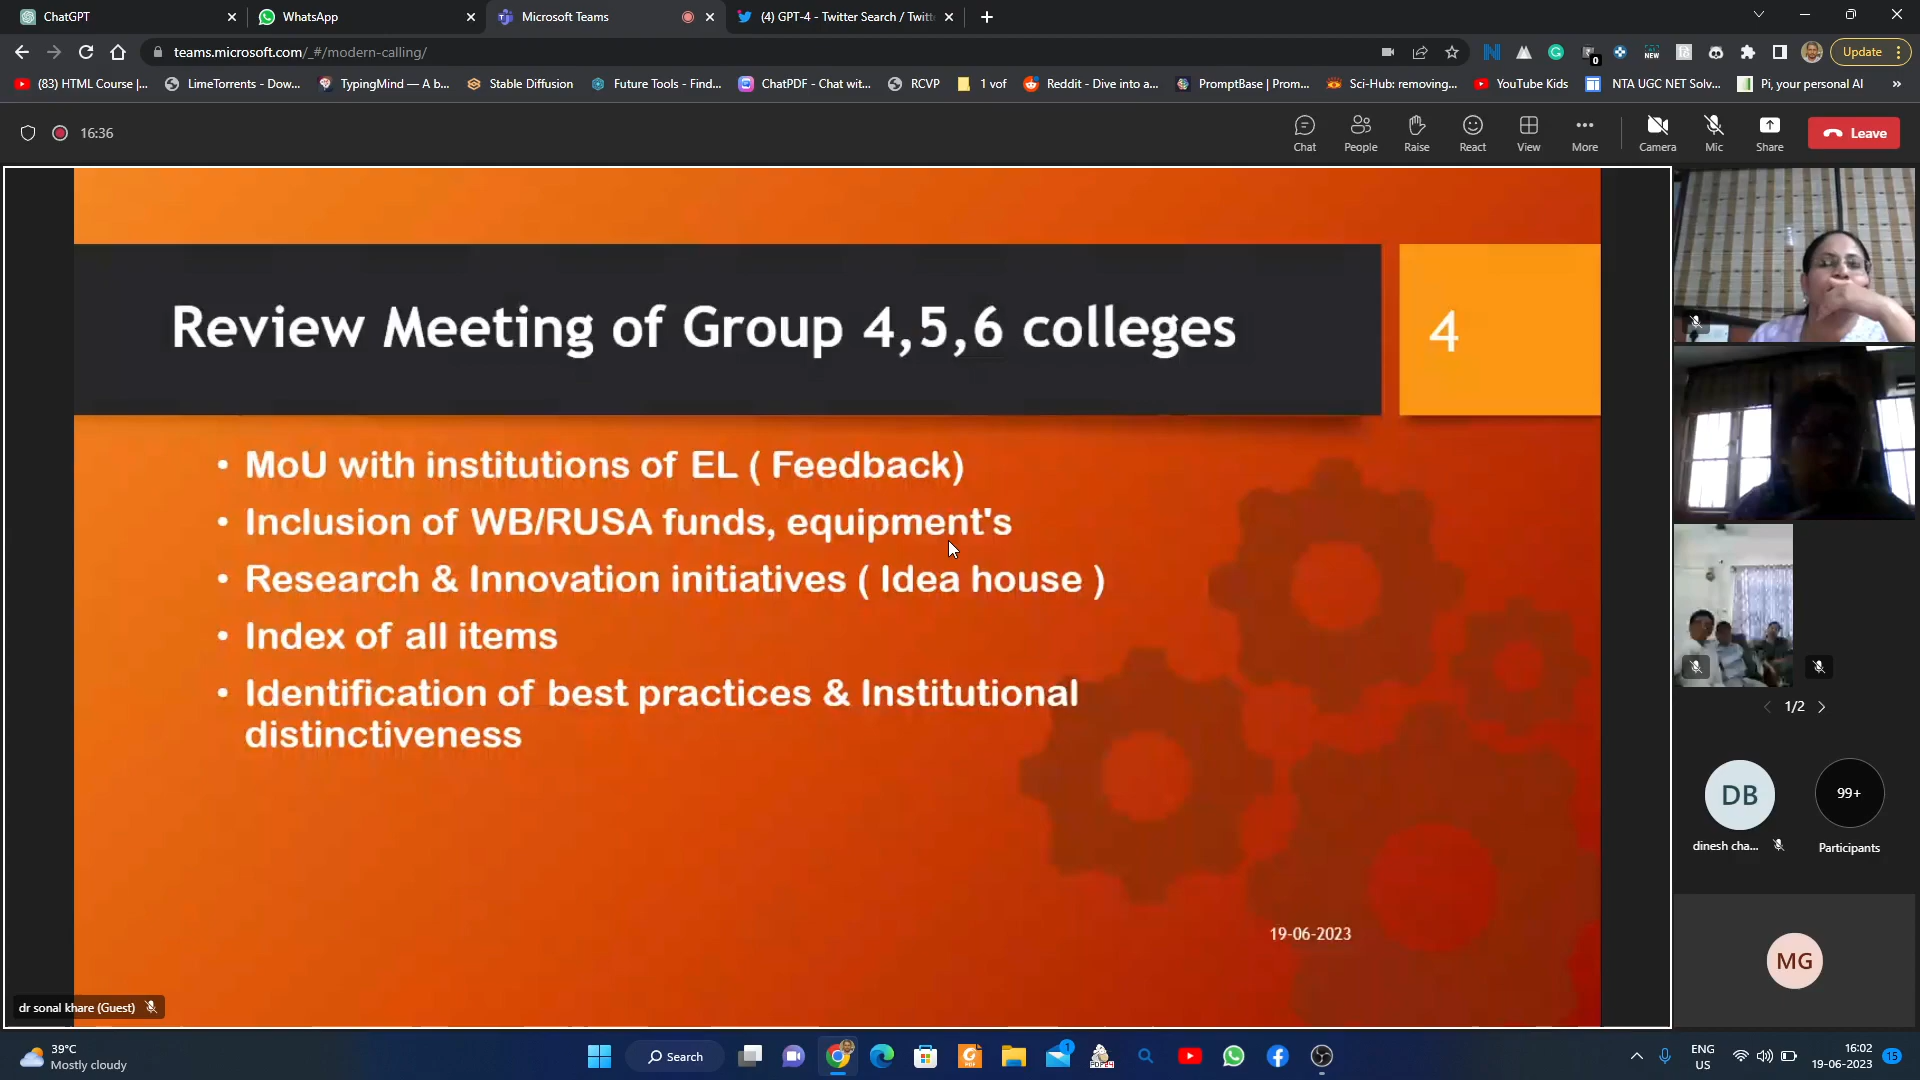 ChatGPT
WhatsApp
Microsoft Teams
(4) GPT-4 - Twitter Search / Twitt
teams.microsoft.com/_#/modern-calling/
Update
(83) HTML Course |...
LimeTorrents - Dow...
TypingMind — A b...
Stable Diffusion
Future Tools - Find...
ChatPDF - Chat wit...
RCVP
1 vof
Reddit - Dive into a...
PromptBase | Prom...
Sci-Hub: removing...
YouTube Kids
NTA UGC NET Solv...
Pi, your personal AI
16:36
Chat
People
Raise
React
View
More
Camera
Mic
Share
Leave
Review Meeting of Group 4,5,6 colleges
4
• MoU with institutions of EL ( Feedback)
• Inclusion of WB/RUSA funds, equipment's
• Research & Innovation initiatives ( Idea house )
• Index of all items
• Identification of best practices & Institutional
distinctiveness
19-06-2023
dr sonal khare (Guest)
1/2
DB
99+
dinesh cha...
Participants
MG
39°C
Mostly cloudy
Search
1
ENG
US
16:02
19-06-2023
15